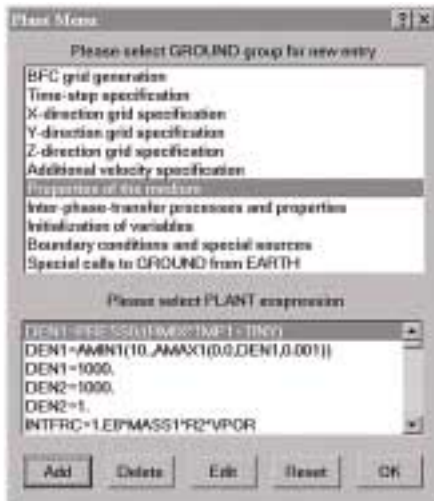 Plant Menu
? ×
Please select GROUND group for new entry
BFC grid generation
Time-step specification
X-direction grid specification
Y-direction grid specification
Z-direction grid specification
Additional velocity specification
Properties of the medium
Inter-phase-transfer processes and properties
Initialization of variables
Boundary conditions and special sources
Special calls to GROUND from EARTH
Please select PLANT exspression
DEN1=AMIN1(10.,AMAX1(0.0,DEN1,0.001))
DEN1=1000.
DEN2=1000.
DEN2=1.
INTFRC=1.E8*MASS1*R2*VPOR
Add Delete Edit Reset OK